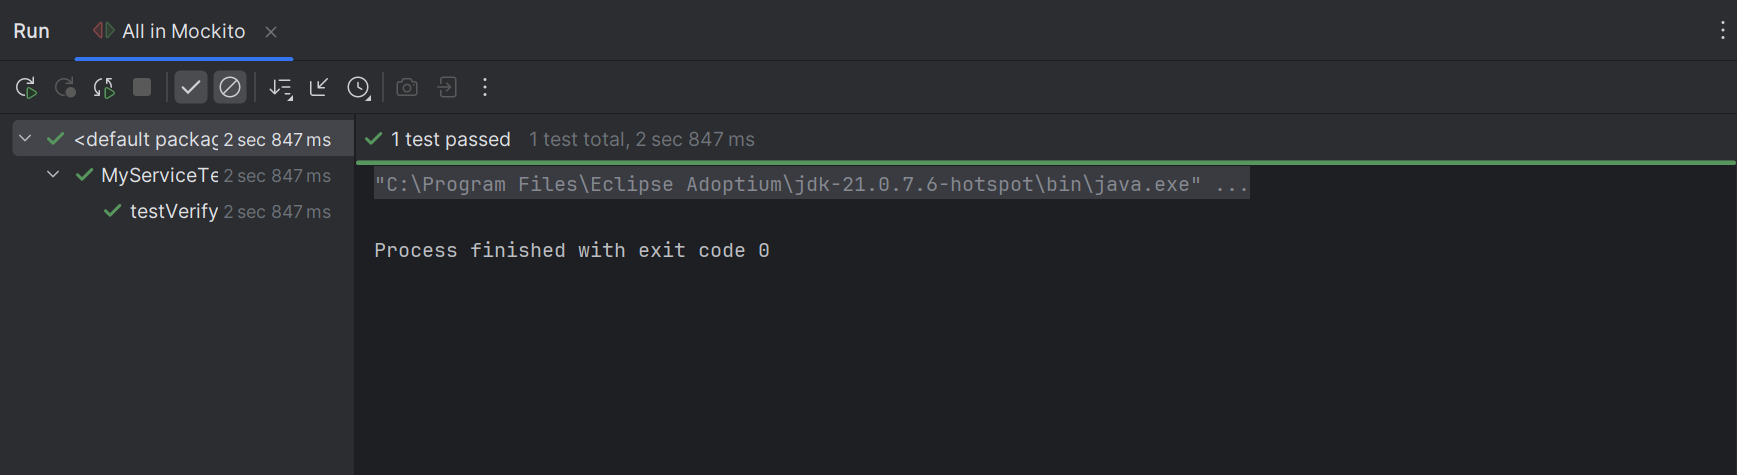 Run All in Mockito
<default packag 2 sec 847 ms
MyServiceTe 2 sec 847 ms
testVerify 2 sec 847 ms
1 test passed 1 test total, 2 sec 847 ms
"C:\Program Files\Eclipse Adoptium\jdk-21.0.7.6-hotspot\bin\java.exe" ...
Process finished with exit code 0